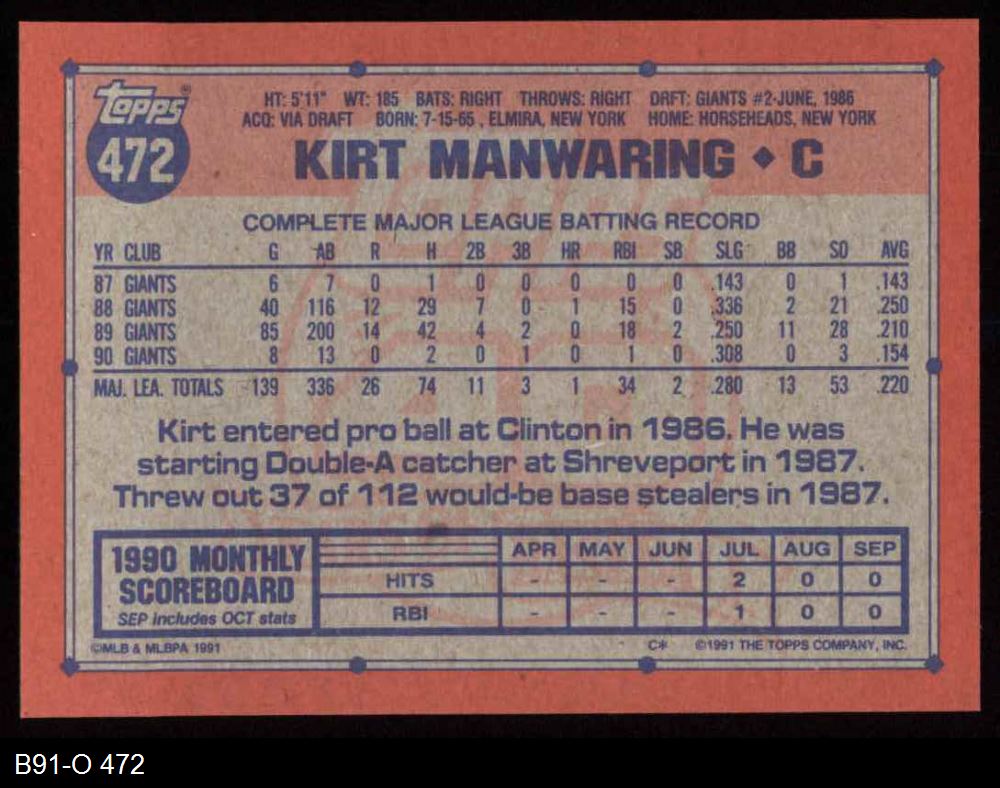 Topps®
472
HT: 5'11" WT: 185 BATS: RIGHT THROWS: RIGHT DRFT: GIANTS #2-JUNE, 1986
ACQ: VIA DRAFT BORN: 7-15-65 , ELMIRA, NEW YORK HOME: HORSEHEADS, NEW YORK
KIRT MANWARING ◆ C
COMPLETE MAJOR LEAGUE BATTING RECORD
YR CLUB G AB R H 2B 3B HR RBI SB SLG BB SO AVG
87 GIANTS 6 7 0 1 0 0 0 0 0 .143 0 1 .143
88 GIANTS 40 116 12 29 7 0 1 15 0 .336 2 21 .250
89 GIANTS 85 200 14 42 4 2 0 18 2 .250 11 28 .210
90 GIANTS 8 13 0 2 0 1 0 1 0 .308 0 3 .154
MAJ. LEA. TOTALS 139 336 26 74 11 3 1 34 2 .280 13 53 .220
Kirt entered pro ball at Clinton in 1986. He was
starting Double-A catcher at Shreveport in 1987.
Threw out 37 of 112 would-be base stealers in 1987.
1990 MONTHLY
SCOREBOARD
SEP includes OCT stats
APR MAY JUN JUL AUG SEP
HITS - - - 2 0 0
RBI - - - 1 0 0
©MLB & MLBPA 1991 C* ©1991 THE TOPPS COMPANY, INC.
B91-O 472